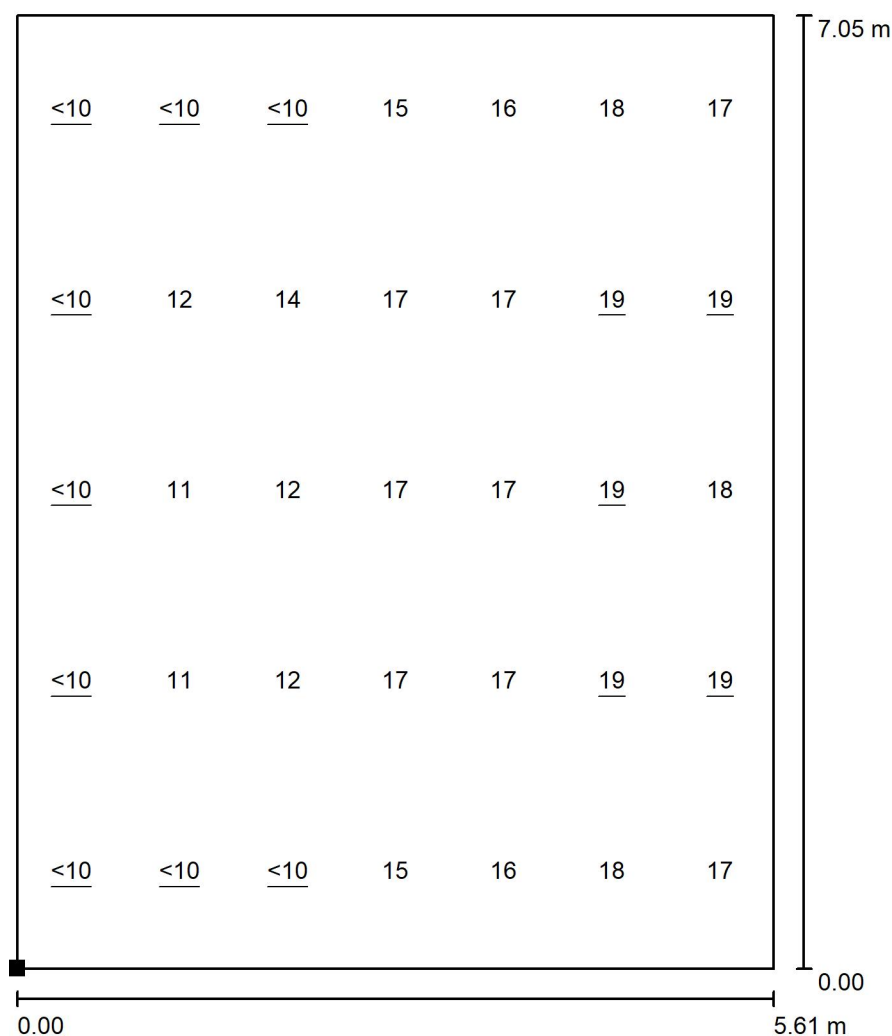 7.05 m
<10 <10 <10 15 16 18 17
<10 12 14 17 17 19 19
<10 11 12 17 17 19 18
<10 11 12 17 17 19 19
<10 <10 <10 15 16 18 17
0.00
0.00 5.61 m